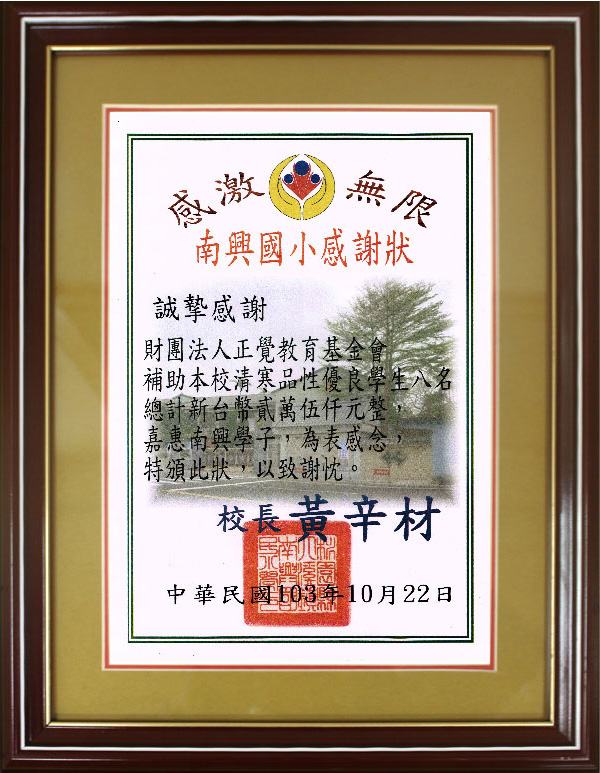 感激 無限
南興國小感謝狀
誠摯感謝
財團法人正覺教育基金會
補助本校清寒品性優良學生八名
總計新台幣貳萬伍仟元整，
嘉惠南興學子，為表感念，
特頒此狀，以致謝忱。
校長 黃辛材
中華民國103年10月22日